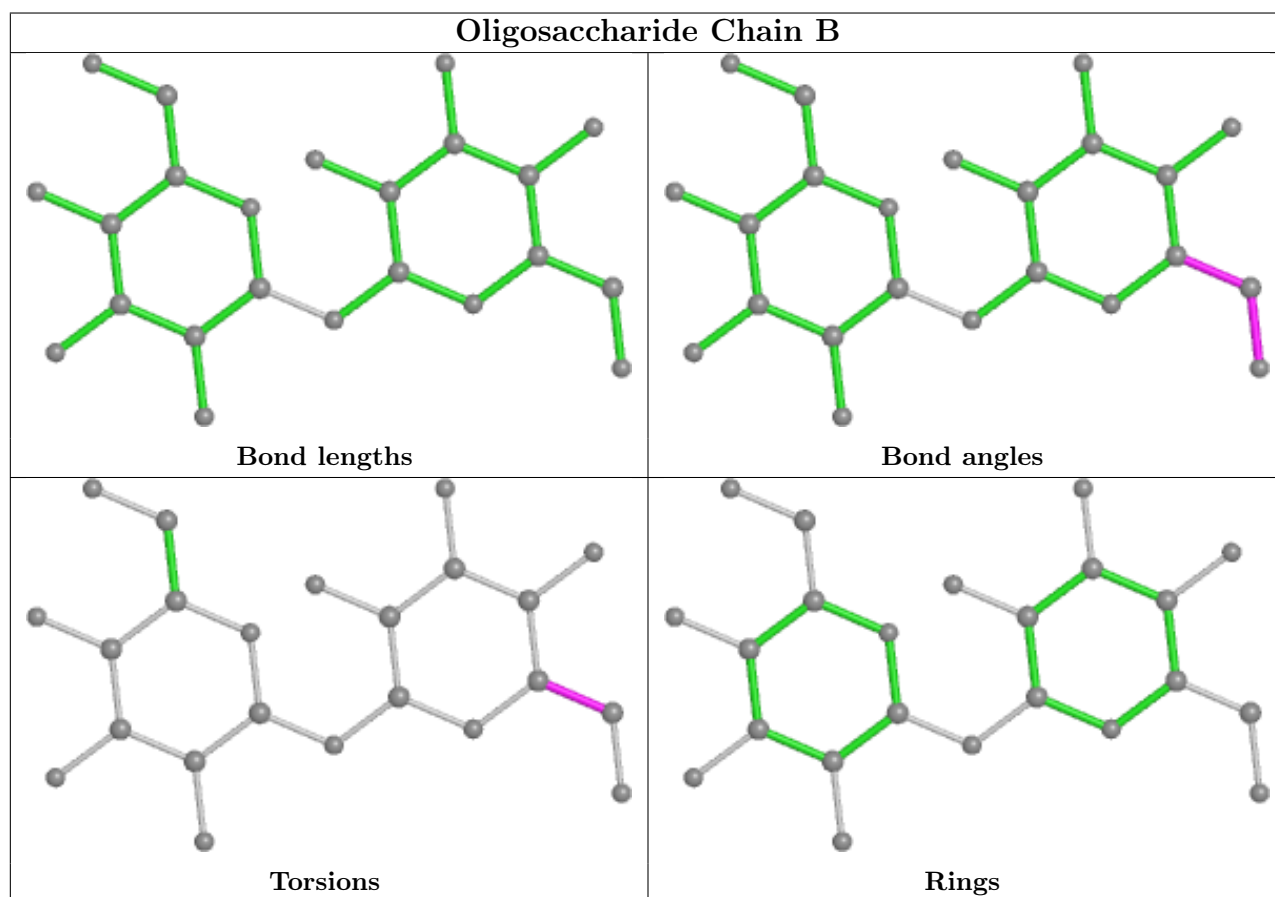 Oligosaccharide Chain B
Bond lengths
Bond angles
Torsions
Rings